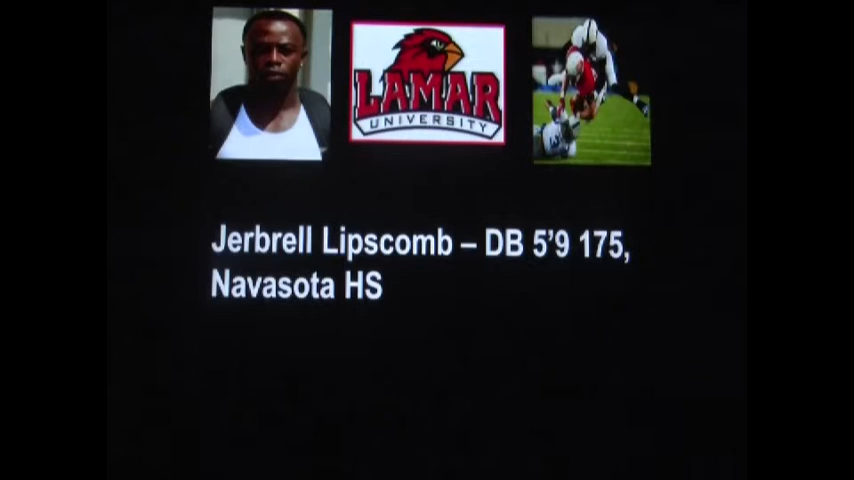 LAMAR
UNIVERSITY
Jerbrell Lipscomb – DB 5’9 175,
Navasota HS